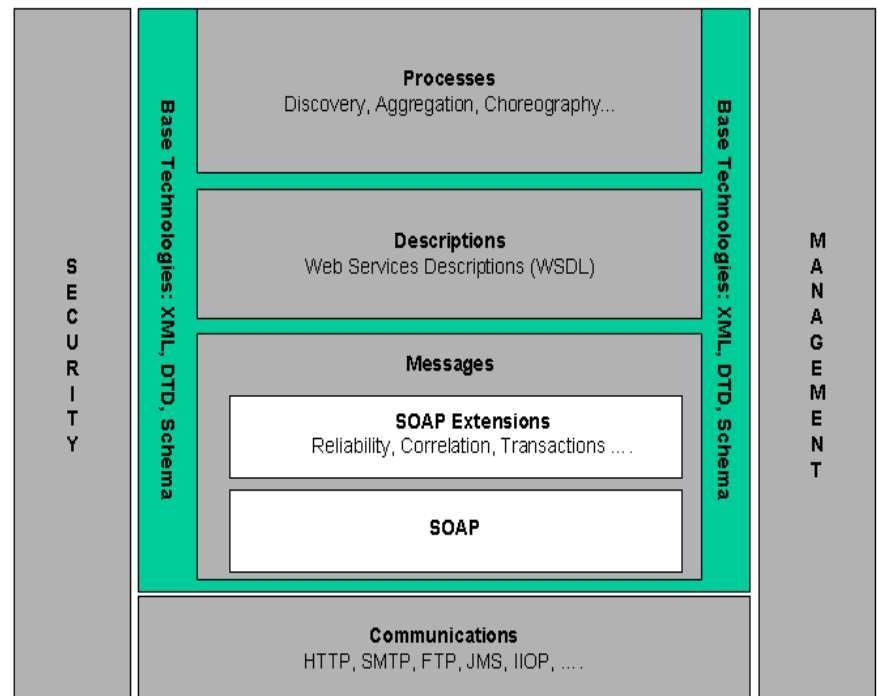 SECURITY
Base Technologies: XML, DTD, Schema
Processes
Discovery, Aggregation, Choreography...
Descriptions
Web Services Descriptions (WSDL)
Messages
SOAP Extensions
Reliability, Correlation, Transactions ....
SOAP
Base Technologies: XML, DTD, Schema
MANAGEMENT
Communications
HTTP, SMTP, FTP, JMS, IIOP, ....